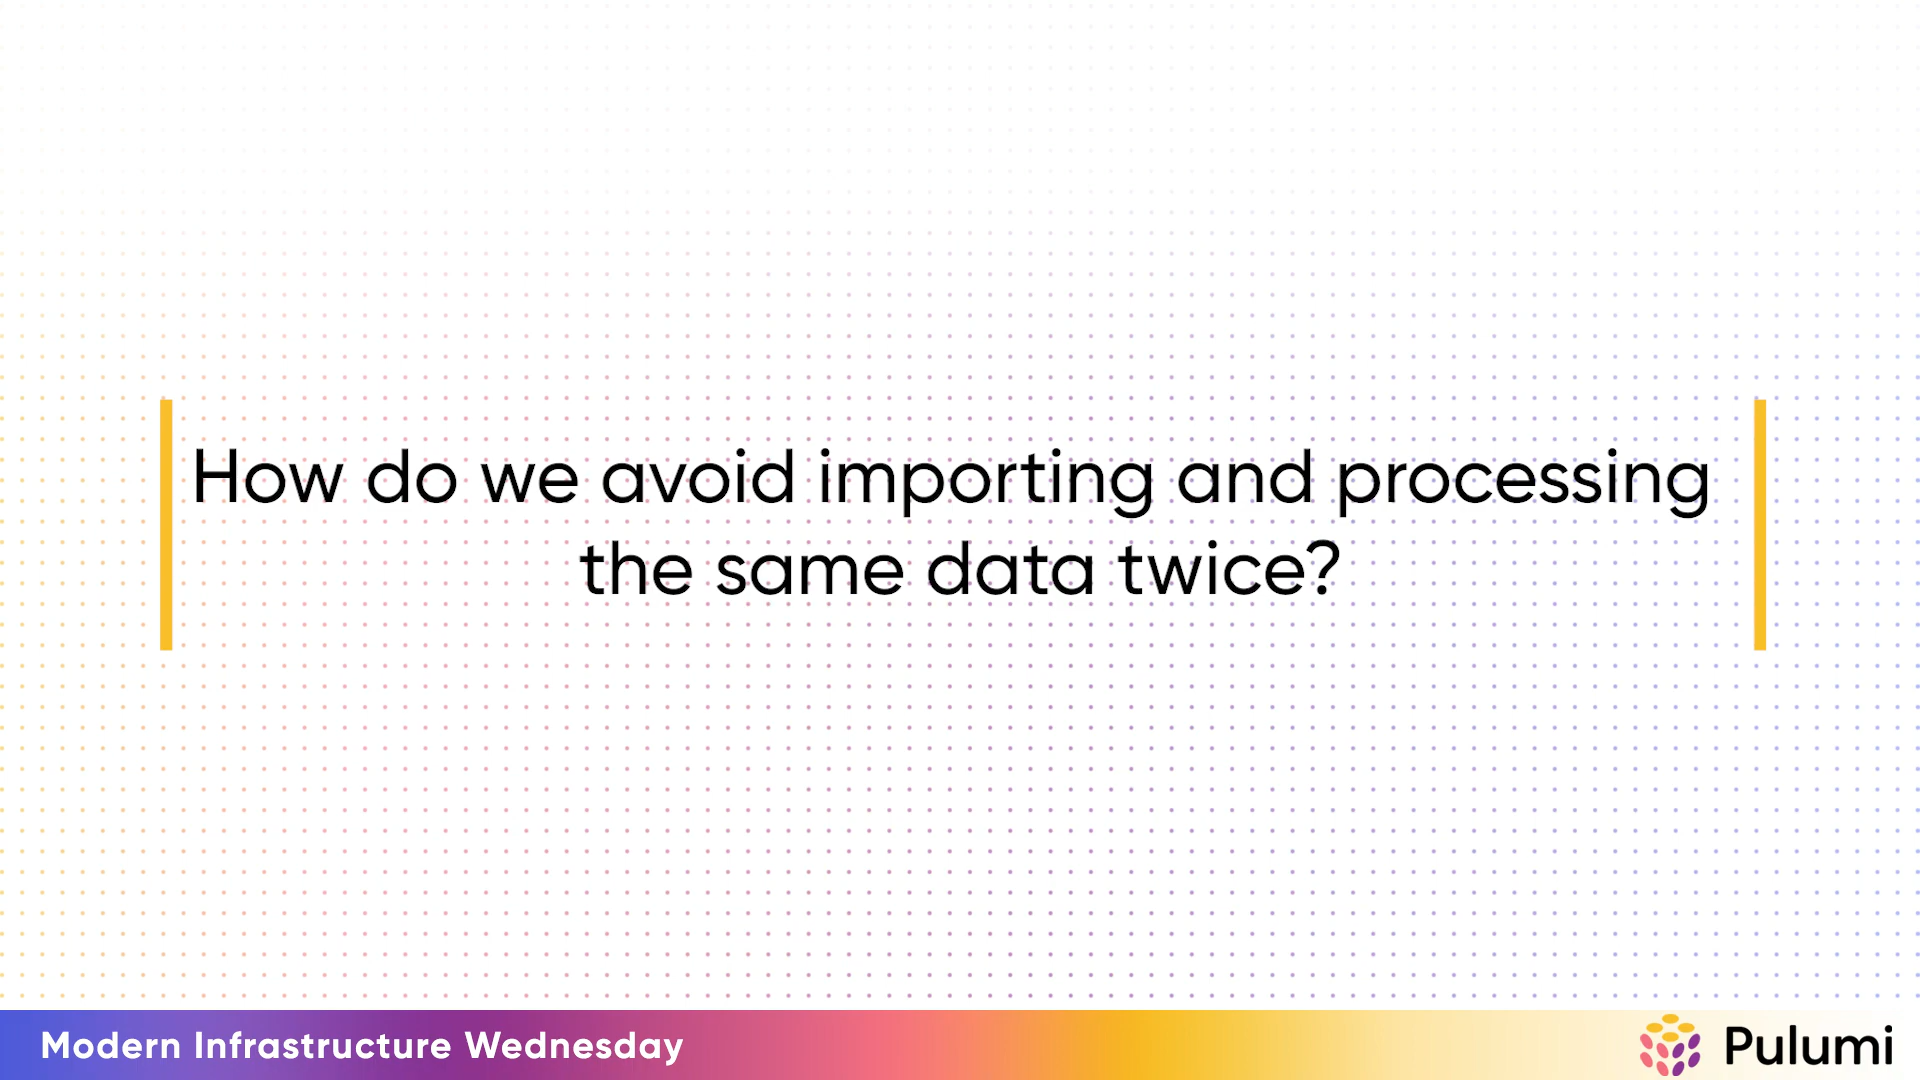 How do we avoid importing and processing
the same data twice?
Modern Infrastructure Wednesday
Pulumi